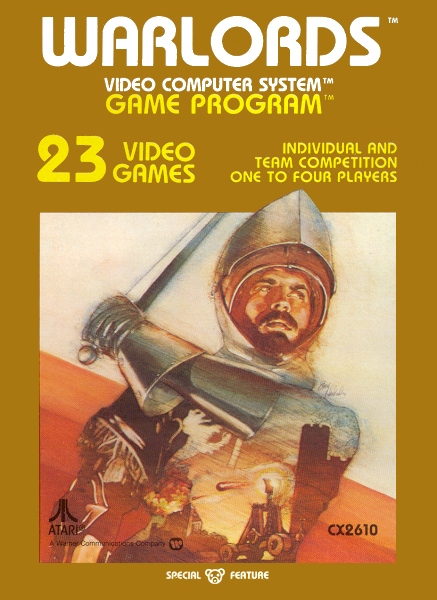 WARLORDS™
VIDEO COMPUTER SYSTEM™
GAME PROGRAM™
23 VIDEO GAMES
INDIVIDUAL AND
TEAM COMPETITION
ONE TO FOUR PLAYERS
ATARI
A Warner Communications Company
CX2610
SPECIAL FEATURE